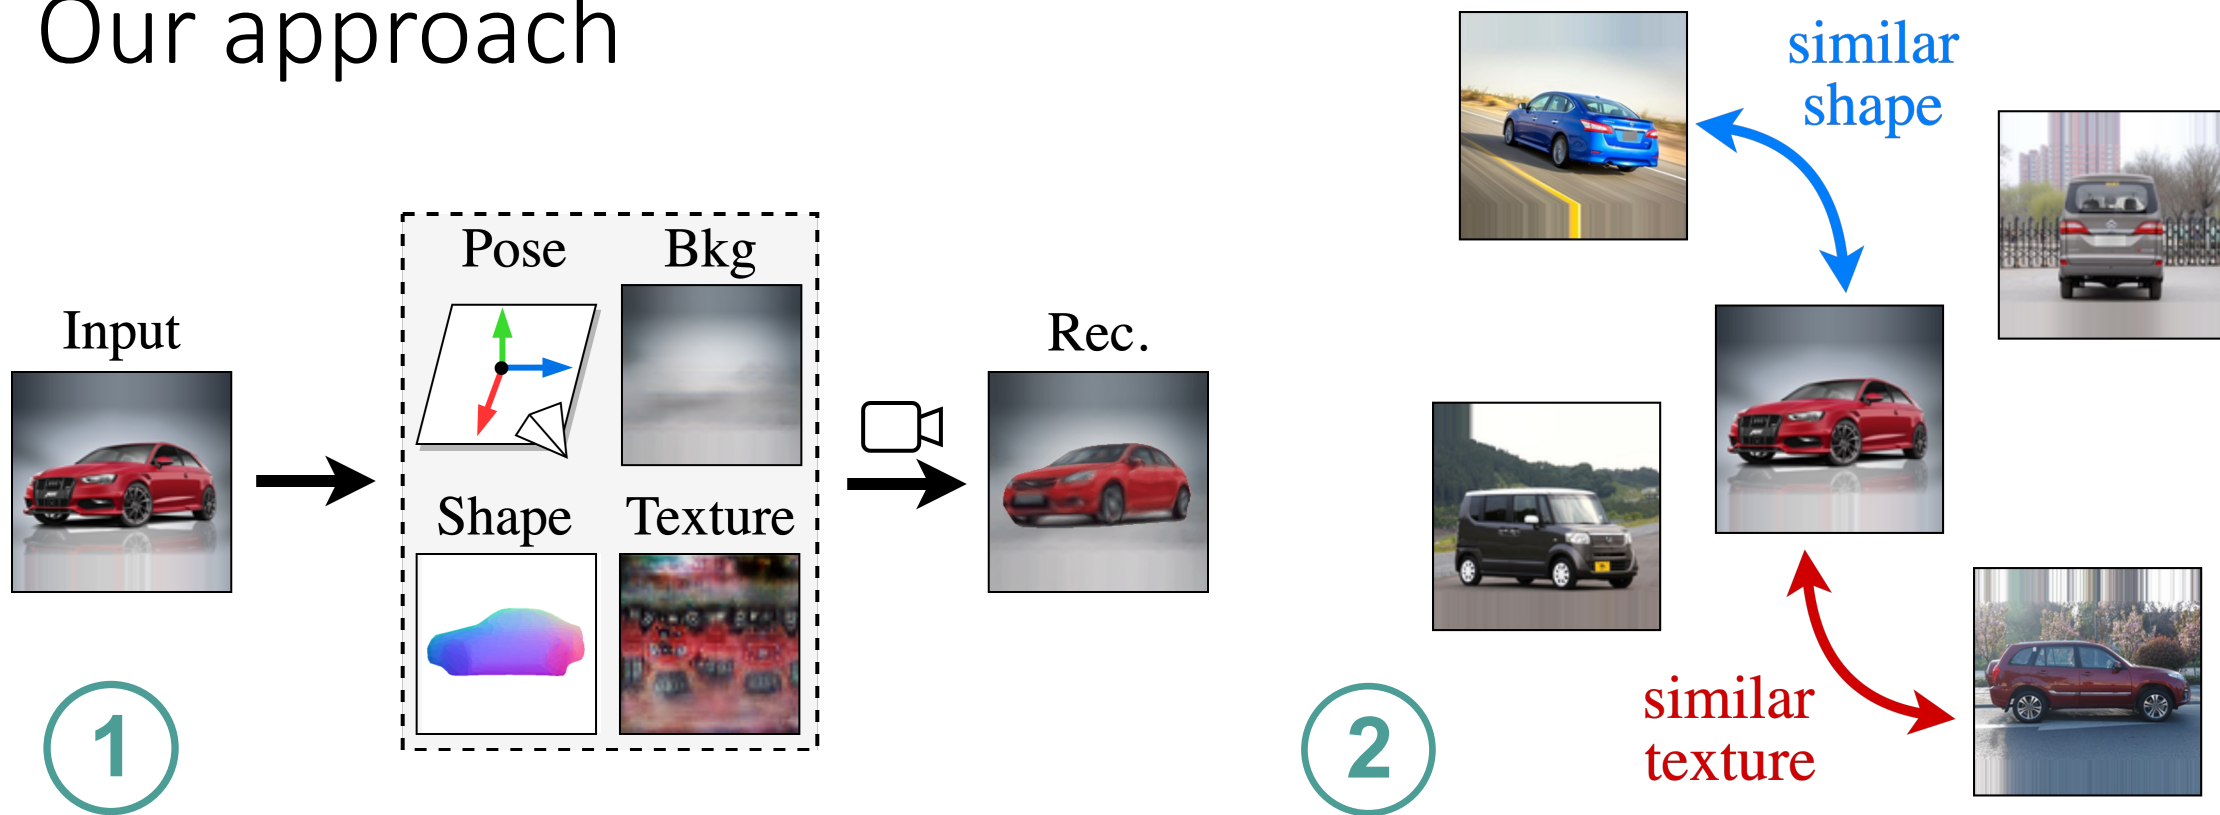 Our approach
Input
Pose
Bkg
Shape
Texture
Rec.
1
similar
shape
similar
texture
2